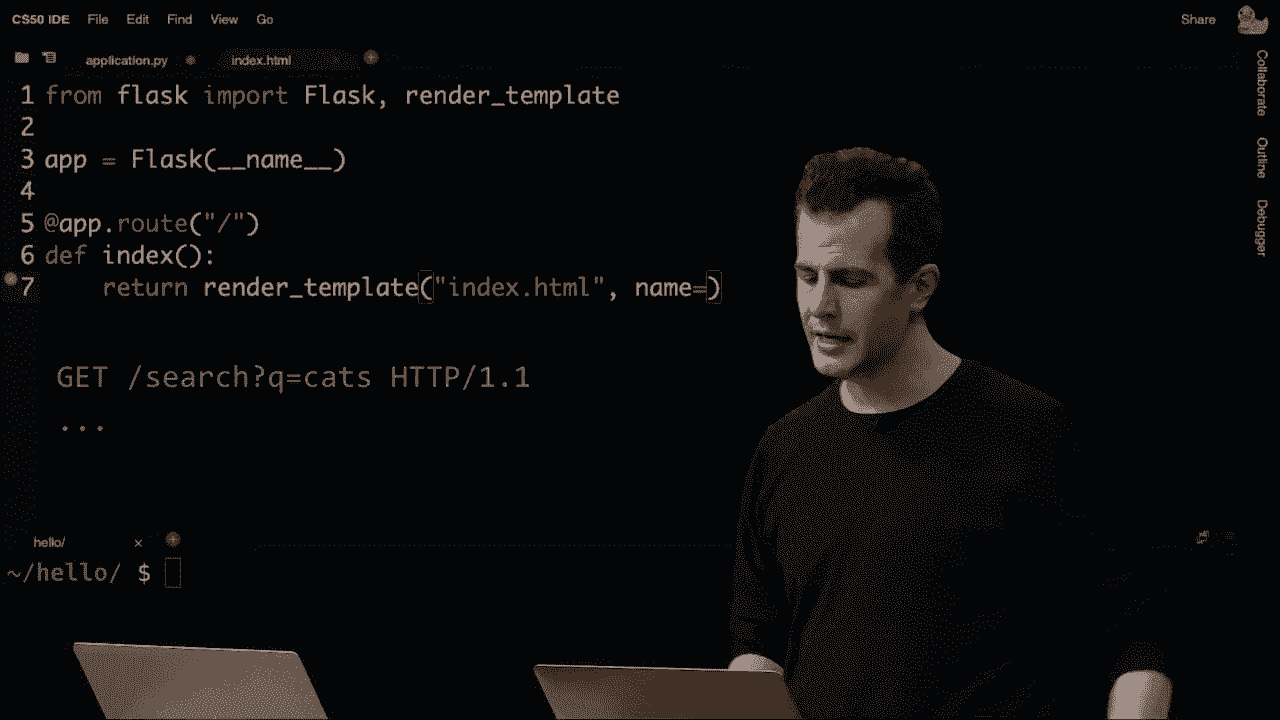 CS50 IDE File Edit Find View Go Share
application.py index.html
Collaborate
Outline
Debugger
1 from flask import Flask, render_template
2
3 app = Flask(__name__)
4
5 @app.route("/")
6 def index():
7 return render_template("index.html", name=)
GET /search?q=cats HTTP/1.1
...
hello/ ×
~/hello/ $